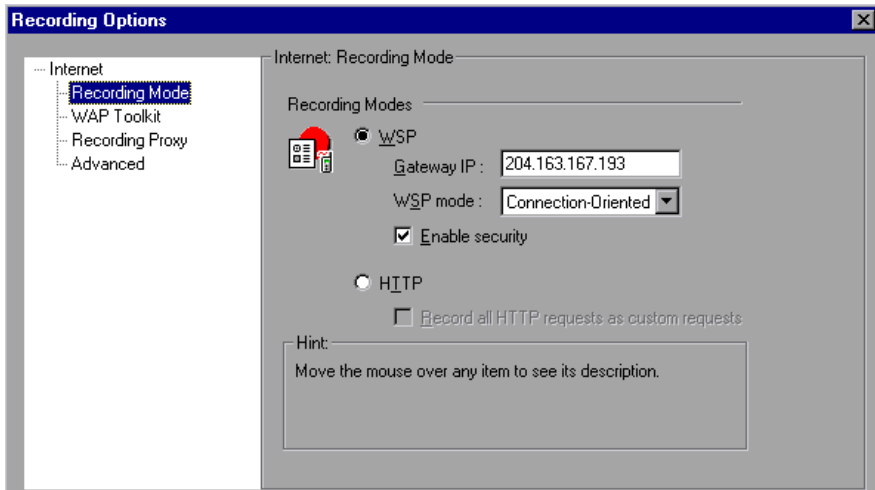 Recording Options
Internet
Recording Mode
WAP Toolkit
Recording Proxy
Advanced
Internet: Recording Mode
Recording Modes
WSP
Gateway IP :
204.163.167.193
WSP mode :
Connection-Oriented
Enable security
HTTP
Record all HTTP requests as custom requests
Hint:
Move the mouse over any item to see its description.